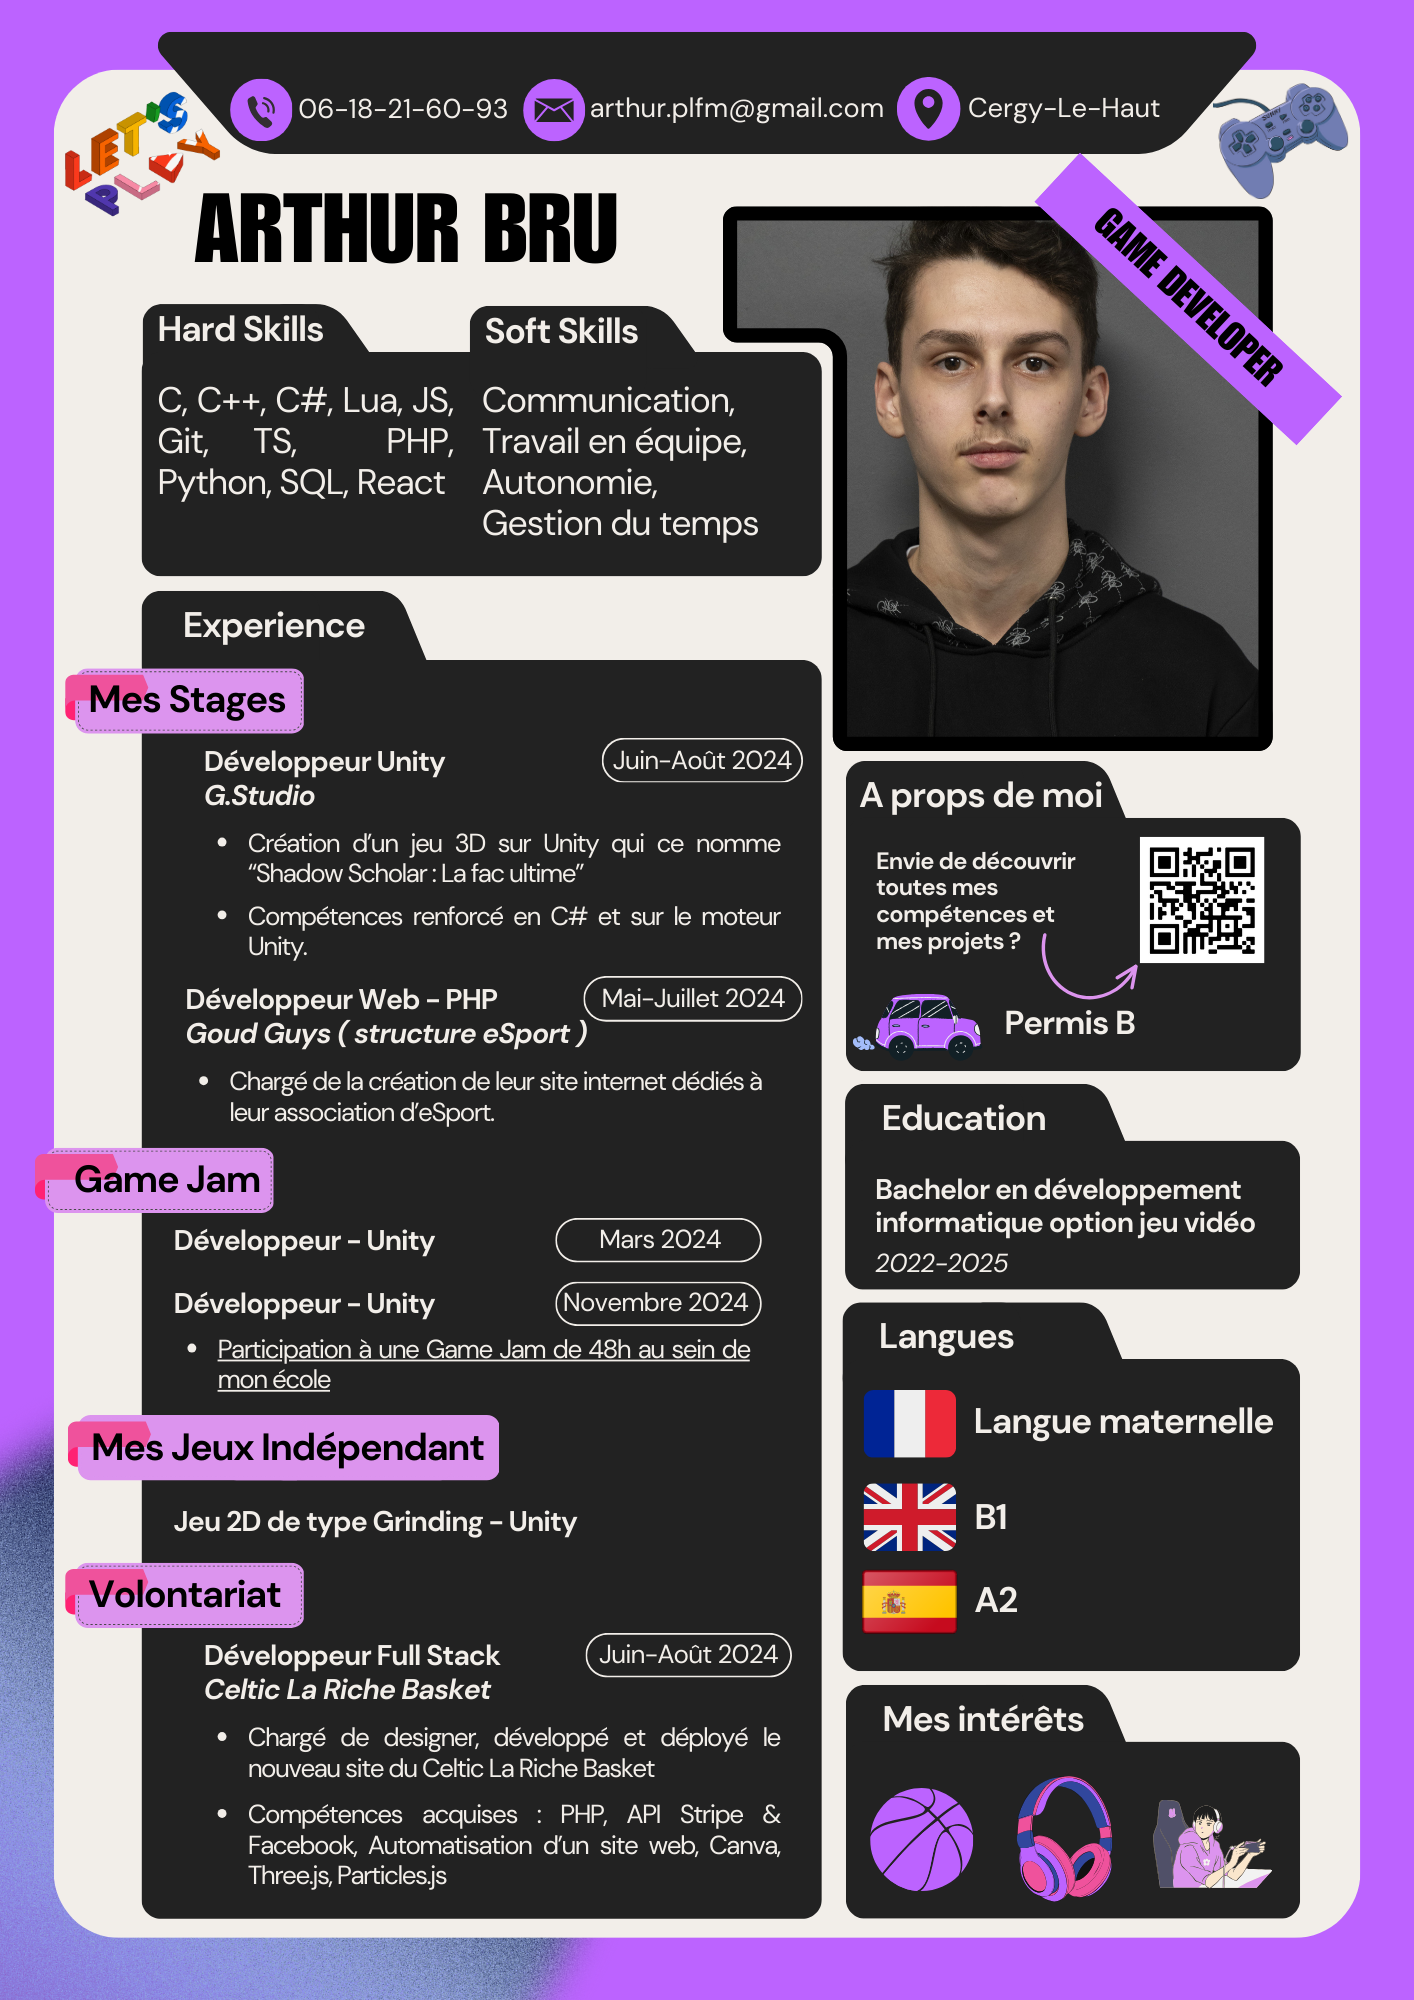 06-18-21-60-93
arthur.plfm@gmail.com
Cergy-Le-Haut
LET'S
PLAY
ARTHUR BRU
GAME DEVELOPER
Hard Skills
C, C++, C#, Lua, JS,
Git, TS, PHP,
Python, SQL, React
Soft Skills
Communication,
Travail en équipe,
Autonomie,
Gestion du temps
Experience
Mes Stages
Développeur Unity
Juin-Août 2024
G.Studio
• Création d'un jeu 3D sur Unity qui ce nomme
“Shadow Scholar : La fac ultime”
• Compétences renforcé en C# et sur le moteur
Unity.
Développeur Web - PHP
Mai-Juillet 2024
Goud Guys ( structure eSport )
• Chargé de la création de leur site internet dédiés à
leur association d'eSport.
Game Jam
Développeur - Unity
Mars 2024
Développeur - Unity
Novembre 2024
• Participation à une Game Jam de 48h au sein de
mon école
Mes Jeux Indépendant
Jeu 2D de type Grinding - Unity
Volontariat
Développeur Full Stack
Juin-Août 2024
Celtic La Riche Basket
• Chargé de designer, développé et déployé le
nouveau site du Celtic La Riche Basket
• Compétences acquises : PHP, API Stripe &
Facebook, Automatisation d'un site web, Canva,
Three.js, Particles.js
A props de moi
Envie de découvrir
toutes mes
compétences et
mes projets ?
Permis B
Education
Bachelor en développement
informatique option jeu vidéo
2022-2025
Langues
Langue maternelle
B1
A2
Mes intérêts